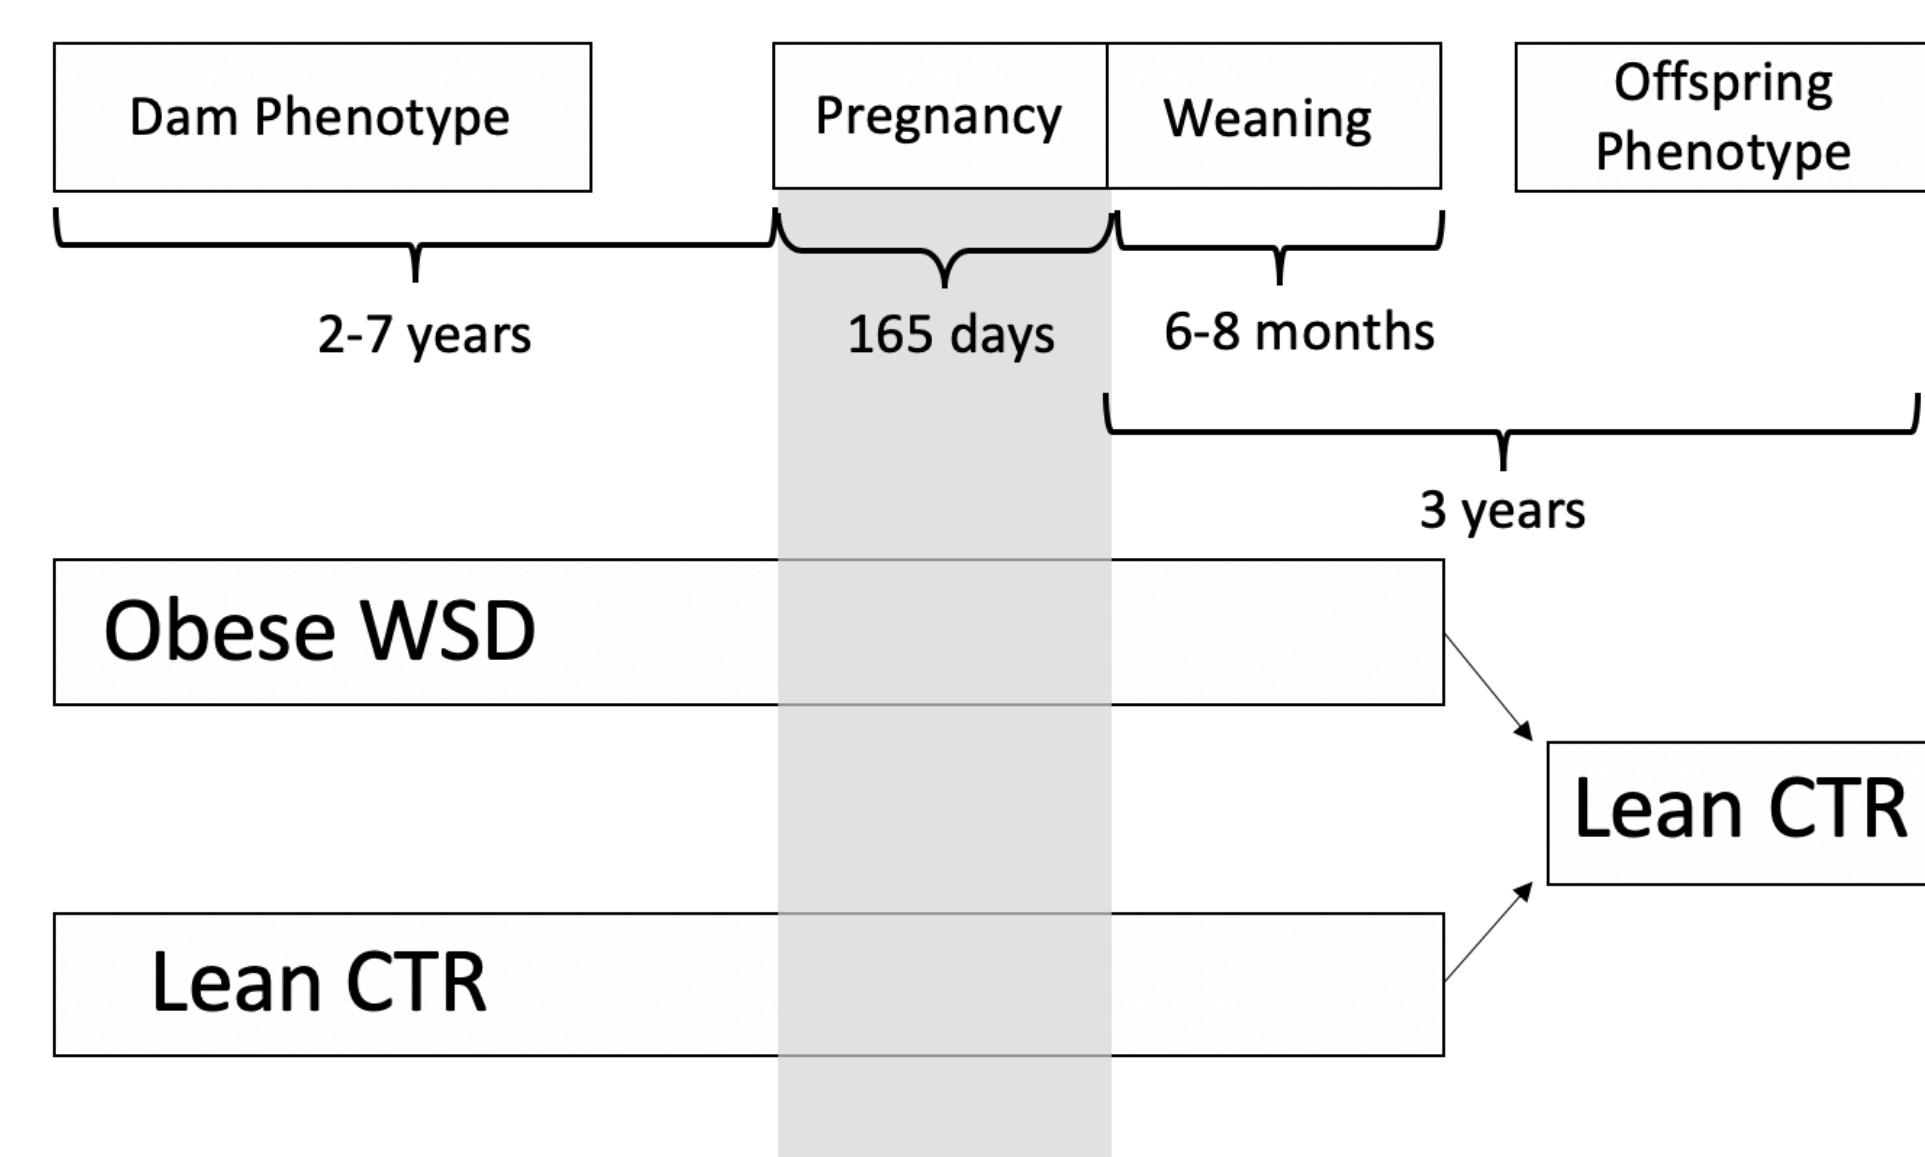 Dam Phenotype
Pregnancy
Weaning
Offspring
Phenotype
2-7 years
165 days
6-8 months
3 years
Obese WSD
Lean CTR
Lean CTR